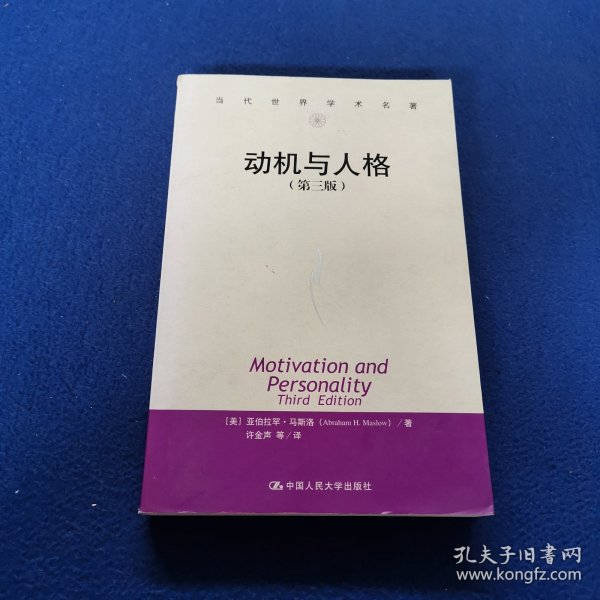 当代世界学术名著
动机与人格
（第三版）
Motivation and
Personality
Third Edition
［美］亚伯拉罕·马斯洛（Abraham H. Maslow）／著
许金声 等／译
中国人民大学出版社
孔夫子旧书网
www.kongfz.com